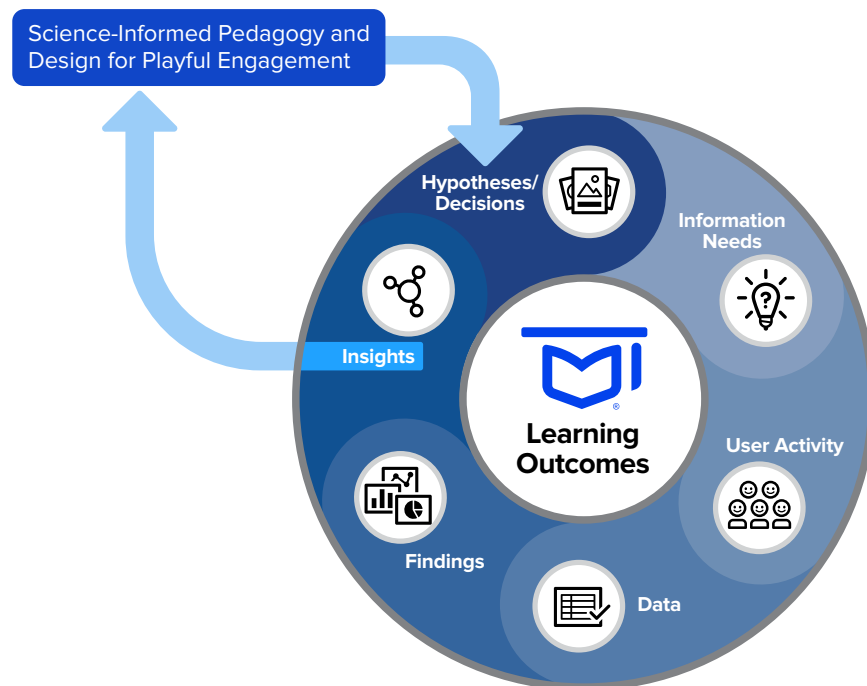 Science-Informed Pedagogy and
Design for Playful Engagement
Hypotheses/
Decisions
Information
Needs
?
Insights
®
Learning
Outcomes
User Activity
Findings
Data